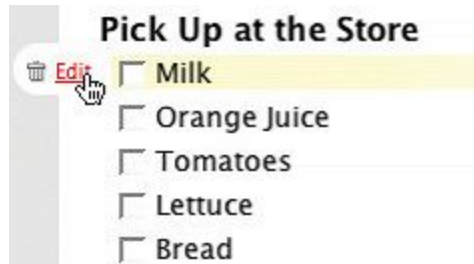 Pick Up at the Store
Edit Milk
Orange Juice
Tomatoes
Lettuce
Bread